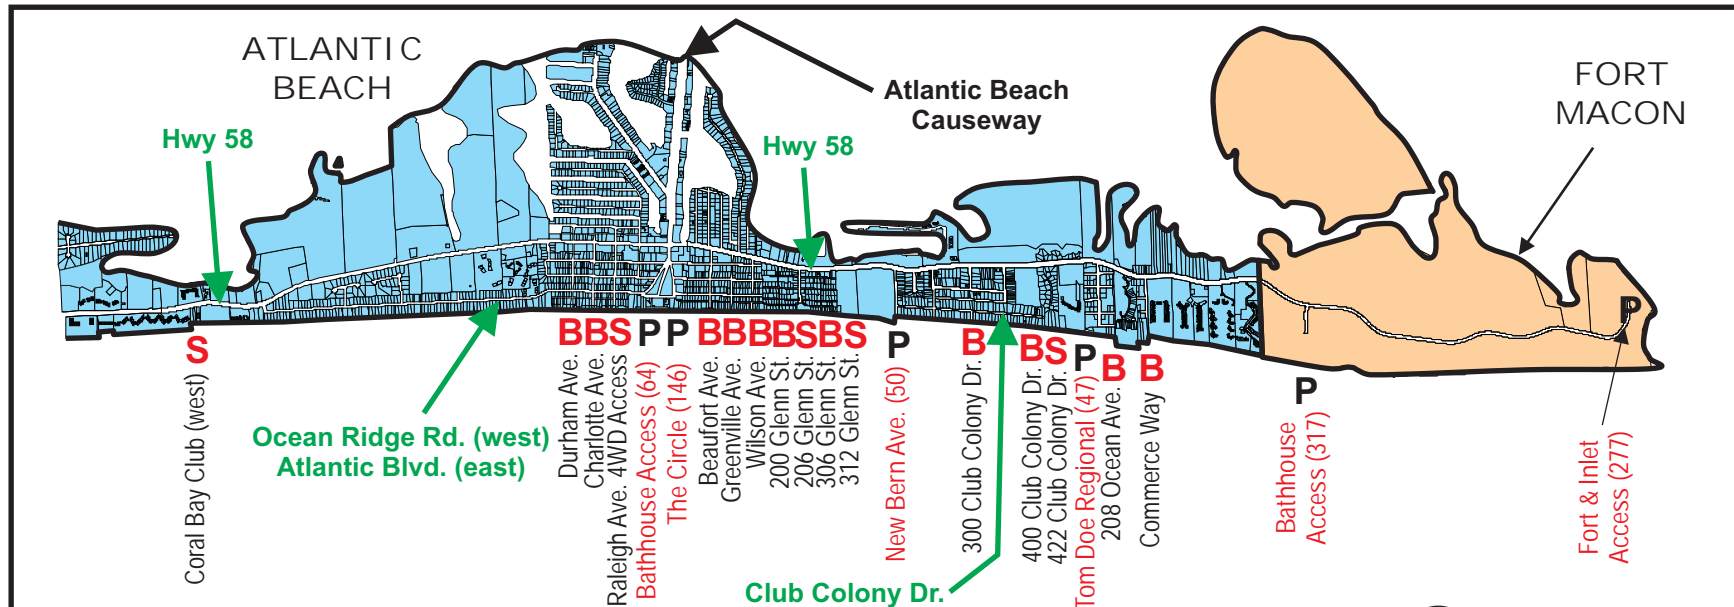 ATLANTIC
BEACH
Hwy 58
Atlantic Beach
Causeway
Hwy 58
FORT
MACON
Ocean Ridge Rd. (west)
Atlantic Blvd. (east)
Club Colony Dr.
S
B
B
S
P
P
B
B
B
B
S
B
S
P
B
B
S
P
B
B
P
P
Coral Bay Club (west)
Durham Ave.
Charlotte Ave.
Raleigh Ave. 4WD Access
Bathhouse Access (64)
The Circle (146)
Beaufort Ave.
Greenville Ave.
Wilson Ave.
200 Glenn St.
206 Glenn St.
306 Glenn St.
312 Glenn St.
New Bern Ave. (50)
300 Club Colony Dr.
400 Club Colony Dr.
422 Club Colony Dr.
Tom Doe Regional (47)
208 Ocean Ave.
Commerce Way
Bathhouse
Access (317)
Fort & Inlet
Access (277)